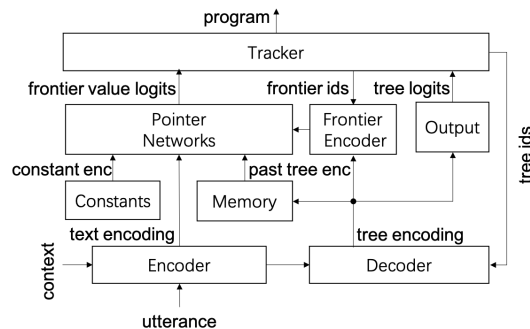 program
Tracker
frontier value logits
frontier ids
tree logits
Pointer
Networks
Frontier
Encoder
Output
tree ids
constant enc
past tree enc
Constants
Memory
text encoding
tree encoding
context
Encoder
Decoder
utterance